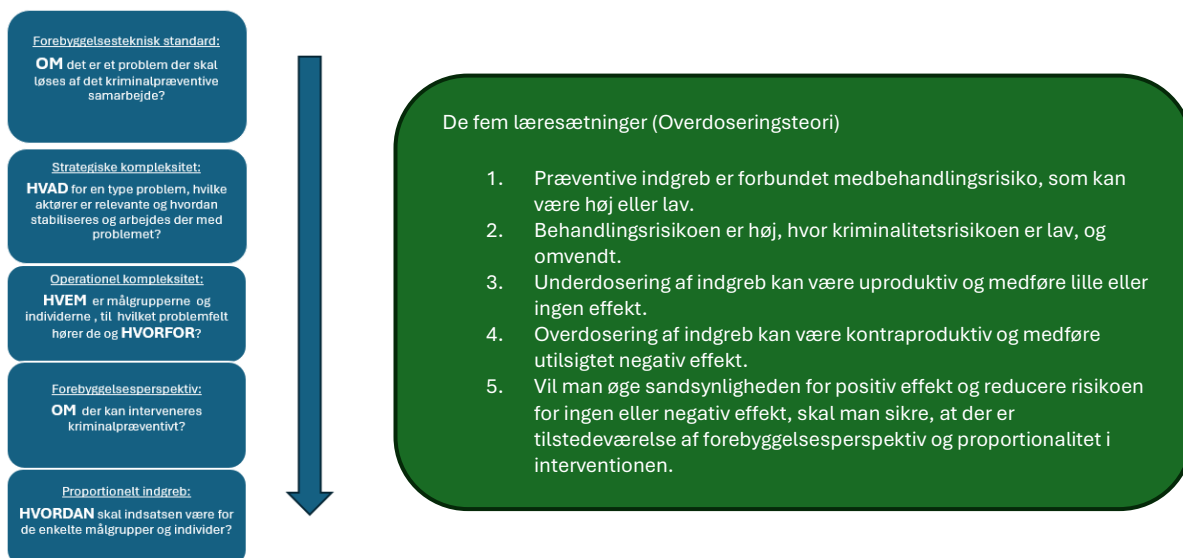 Forebyggelsesteknisk standard:
OM det er et problem der skal
løses af det kriminalpræventive
samarbejde?
Strategiske kompleksitet:
HVAD for en type problem, hvilke
aktører er relevante og hvordan
stabiliseres og arbejdes der med
problemet?
Operationel kompleksitet:
HVEM er målgrupperne og
individerne , til hvilket problemfelt
hører de og HVORFOR?
Forebyggelsesperspektiv:
OM der kan interveneres
kriminalpræventivt?
Proportionelt indgreb:
HVORDAN skal indsatsen være for
de enkelte målgrupper og individer?
De fem læresætninger (Overdoseringsteori)
1. Præventive indgreb er forbundet medbehandlingsrisiko, som kan
være høj eller lav.
2. Behandlingsrisikoen er høj, hvor kriminalitetsrisikoen er lav, og
omvendt.
3. Underdosering af indgreb kan være uproduktiv og medføre lille eller
ingen effekt.
4. Overdosering af indgreb kan være kontraproduktiv og medføre
utilsigtet negativ effekt.
5. Vil man øge sandsynligheden for positiv effekt og reducere risikoen
for ingen eller negativ effekt, skal man sikre, at der er
tilstedeværelse af forebyggelsesperspektiv og proportionalitet i
interventionen.